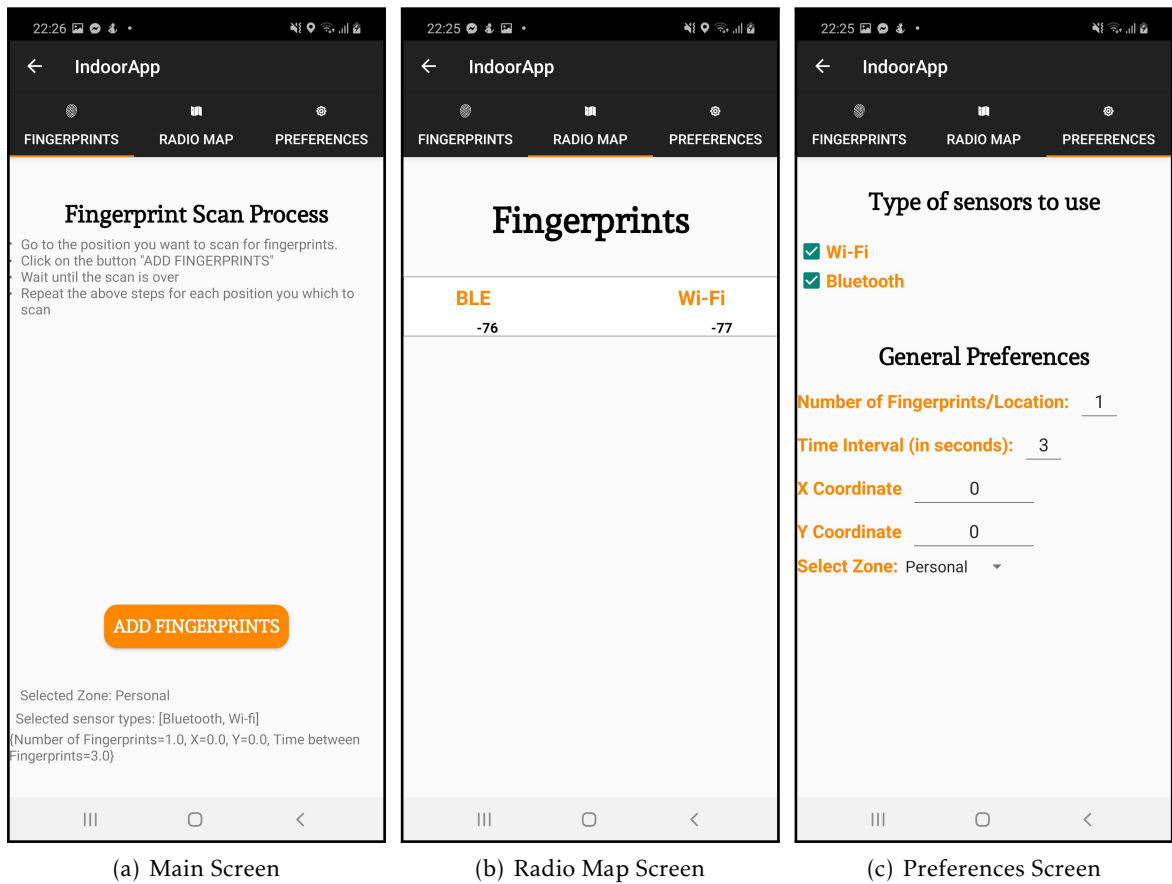 22:26
IndoorApp
FINGERPRINTS RADIO MAP PREFERENCES
Fingerprint Scan Process
• Go to the position you want to scan for fingerprints.
• Click on the button "ADD FINGERPRINTS"
• Wait until the scan is over
• Repeat the above steps for each position you which to
scan
ADD FINGERPRINTS
Selected Zone: Personal
Selected sensor types: [Bluetooth, Wi-fi]
{Number of Fingerprints=1.0, X=0.0, Y=0.0, Time between
Fingerprints=3.0}
(a) Main Screen
22:25
IndoorApp
FINGERPRINTS RADIO MAP PREFERENCES
Fingerprints
BLE Wi-Fi
-76 -77
(b) Radio Map Screen
22:25
IndoorApp
FINGERPRINTS RADIO MAP PREFERENCES
Type of sensors to use
Wi-Fi
Bluetooth
General Preferences
Number of Fingerprints/Location: 1
Time Interval (in seconds): 3
X Coordinate 0
Y Coordinate 0
Select Zone: Personal
(c) Preferences Screen